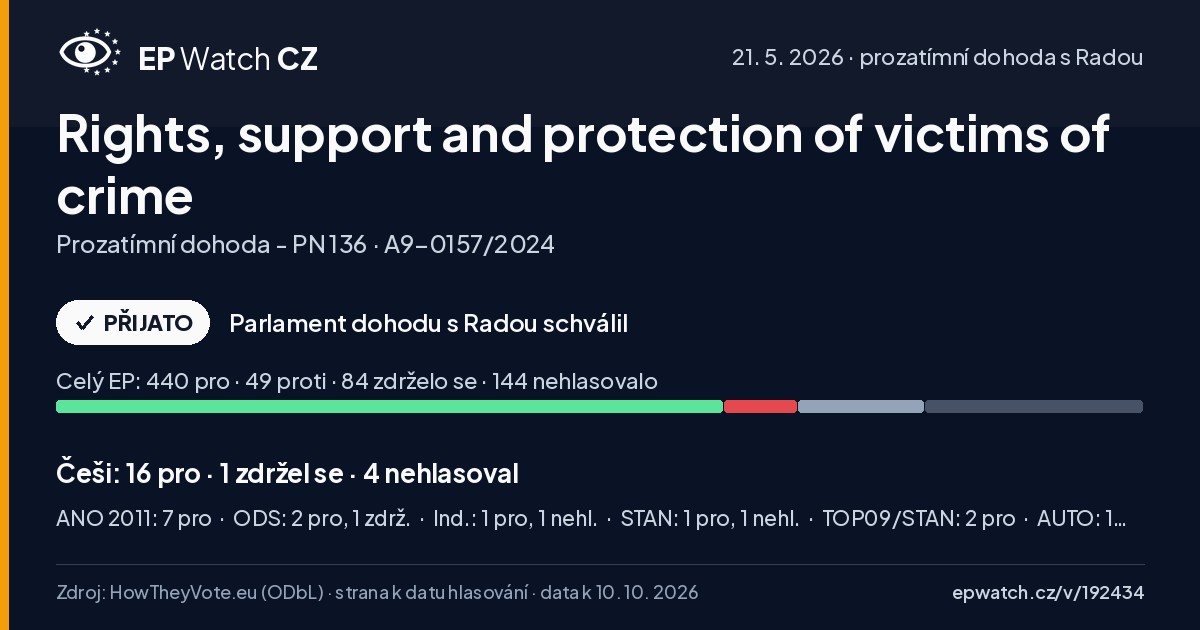 EP Watch CZ
21. 5. 2026 · prozatímní dohoda s Radou
Rights, support and protection of victims of
crime
Prozatímní dohoda – PN 136 · A9–0157/2024
✓ PŘIJATO
Parlament dohodu s Radou schválil
Celý EP: 440 pro · 49 proti · 84 zdrželo se · 144 nehlasovalo
Češi: 16 pro · 1 zdržel se · 4 nehlasoval
ANO 2011: 7 pro · ODS: 2 pro, 1 zdrž. · Ind.: 1 pro, 1 nehl. · STAN: 1 pro, 1 nehl. · TOP09/STAN: 2 pro · AUTO: 1…
Zdroj: HowTheyVote.eu (ODbL) · strana k datu hlasování · data k 10. 10. 2026
epwatch.cz/v/192434